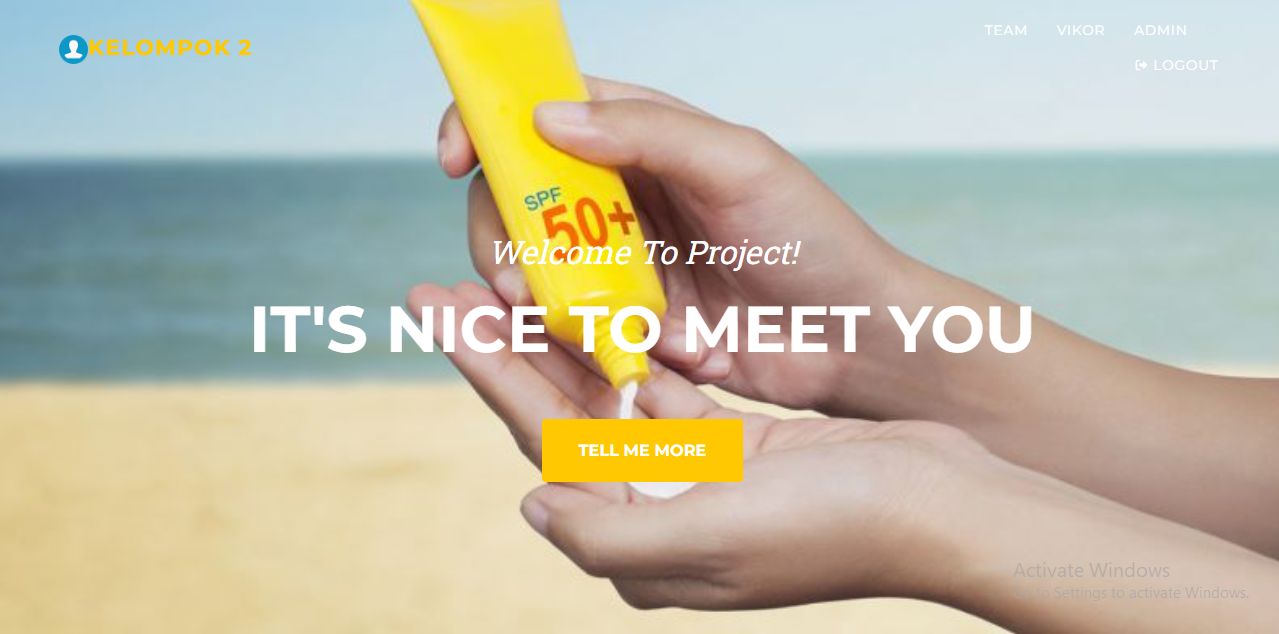 KELOMPOK 2
TEAM VIKOR ADMIN
LOGOUT
SPF
50+
Welcome To Project!
IT'S NICE TO MEET YOU
TELL ME MORE
Activate Windows
Go to Settings to activate Windows.